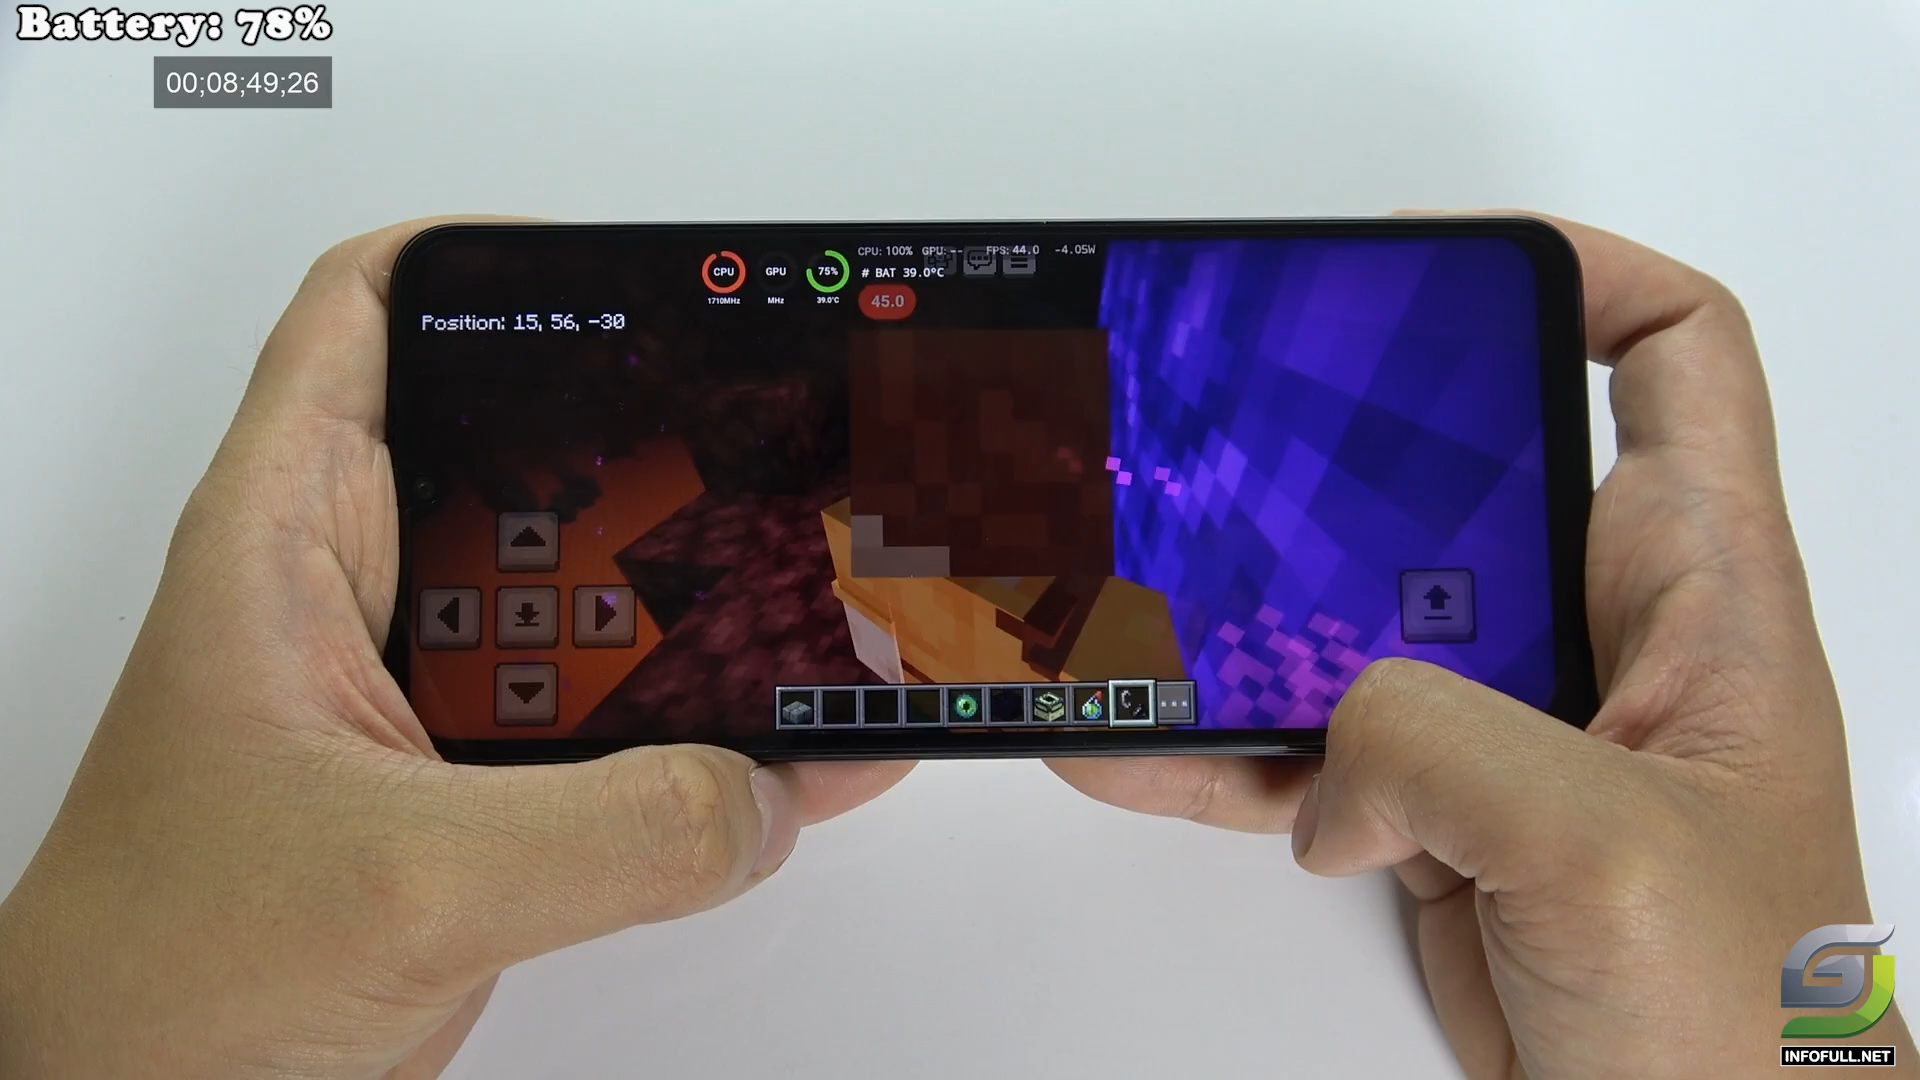 Battery: 78%
00;08;49;26
CPU: 100% GPU: -- FPS: 44.0 -4.05W
CPU GPU 75% # BAT 39.0°C
1710MHz MHz 39.0°C 45.0
Position: 15, 56, -30
INFOFULL.NET